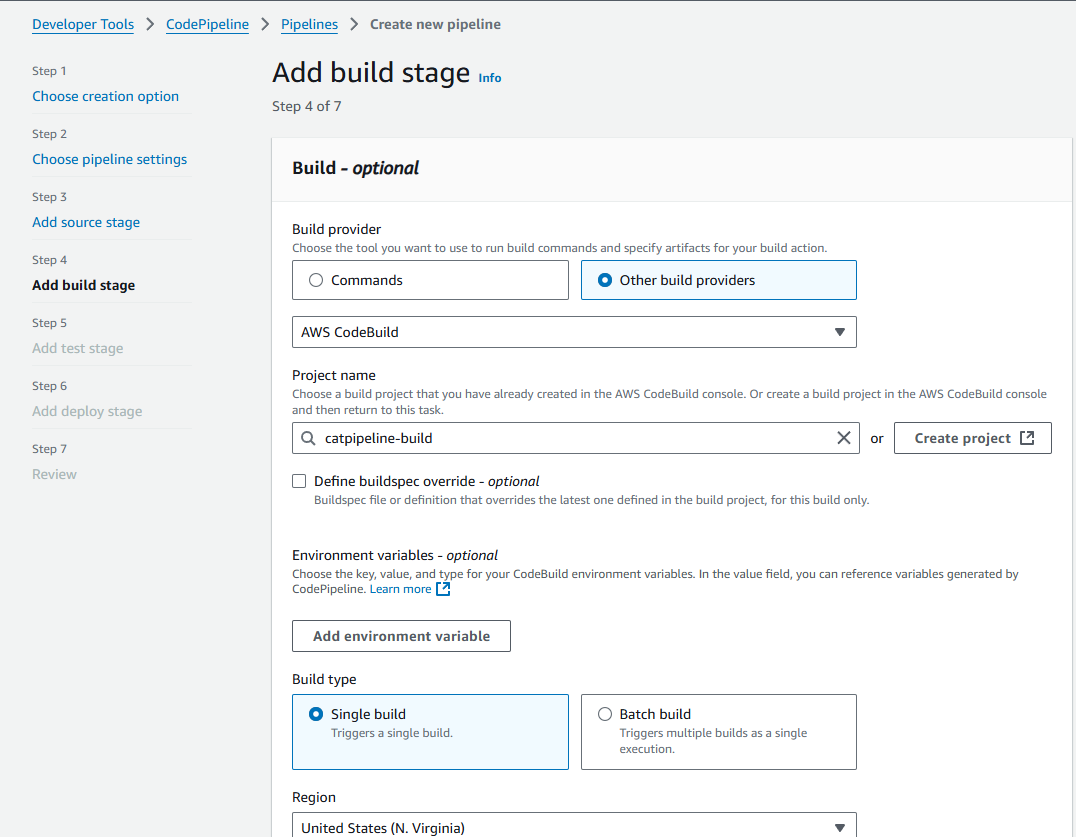 Developer Tools > CodePipeline > Pipelines > Create new pipeline
Step 1
Choose creation option
Step 2
Choose pipeline settings
Step 3
Add source stage
Step 4
Add build stage
Step 5
Add test stage
Step 6
Add deploy stage
Step 7
Review
Add build stage Info
Step 4 of 7
Build - optional
Build provider
Choose the tool you want to use to run build commands and specify artifacts for your build action.
Commands
Other build providers
AWS CodeBuild
Project name
Choose a build project that you have already created in the AWS CodeBuild console. Or create a build project in the AWS CodeBuild console
and then return to this task.
catpipeline-build
or
Create project
Define buildspec override - optional
Buildspec file or definition that overrides the latest one defined in the build project, for this build only.
Environment variables - optional
Choose the key, value, and type for your CodeBuild environment variables. In the value field, you can reference variables generated by
CodePipeline. Learn more
Add environment variable
Build type
Single build
Triggers a single build.
Batch build
Triggers multiple builds as a single
execution.
Region
United States (N. Virginia)